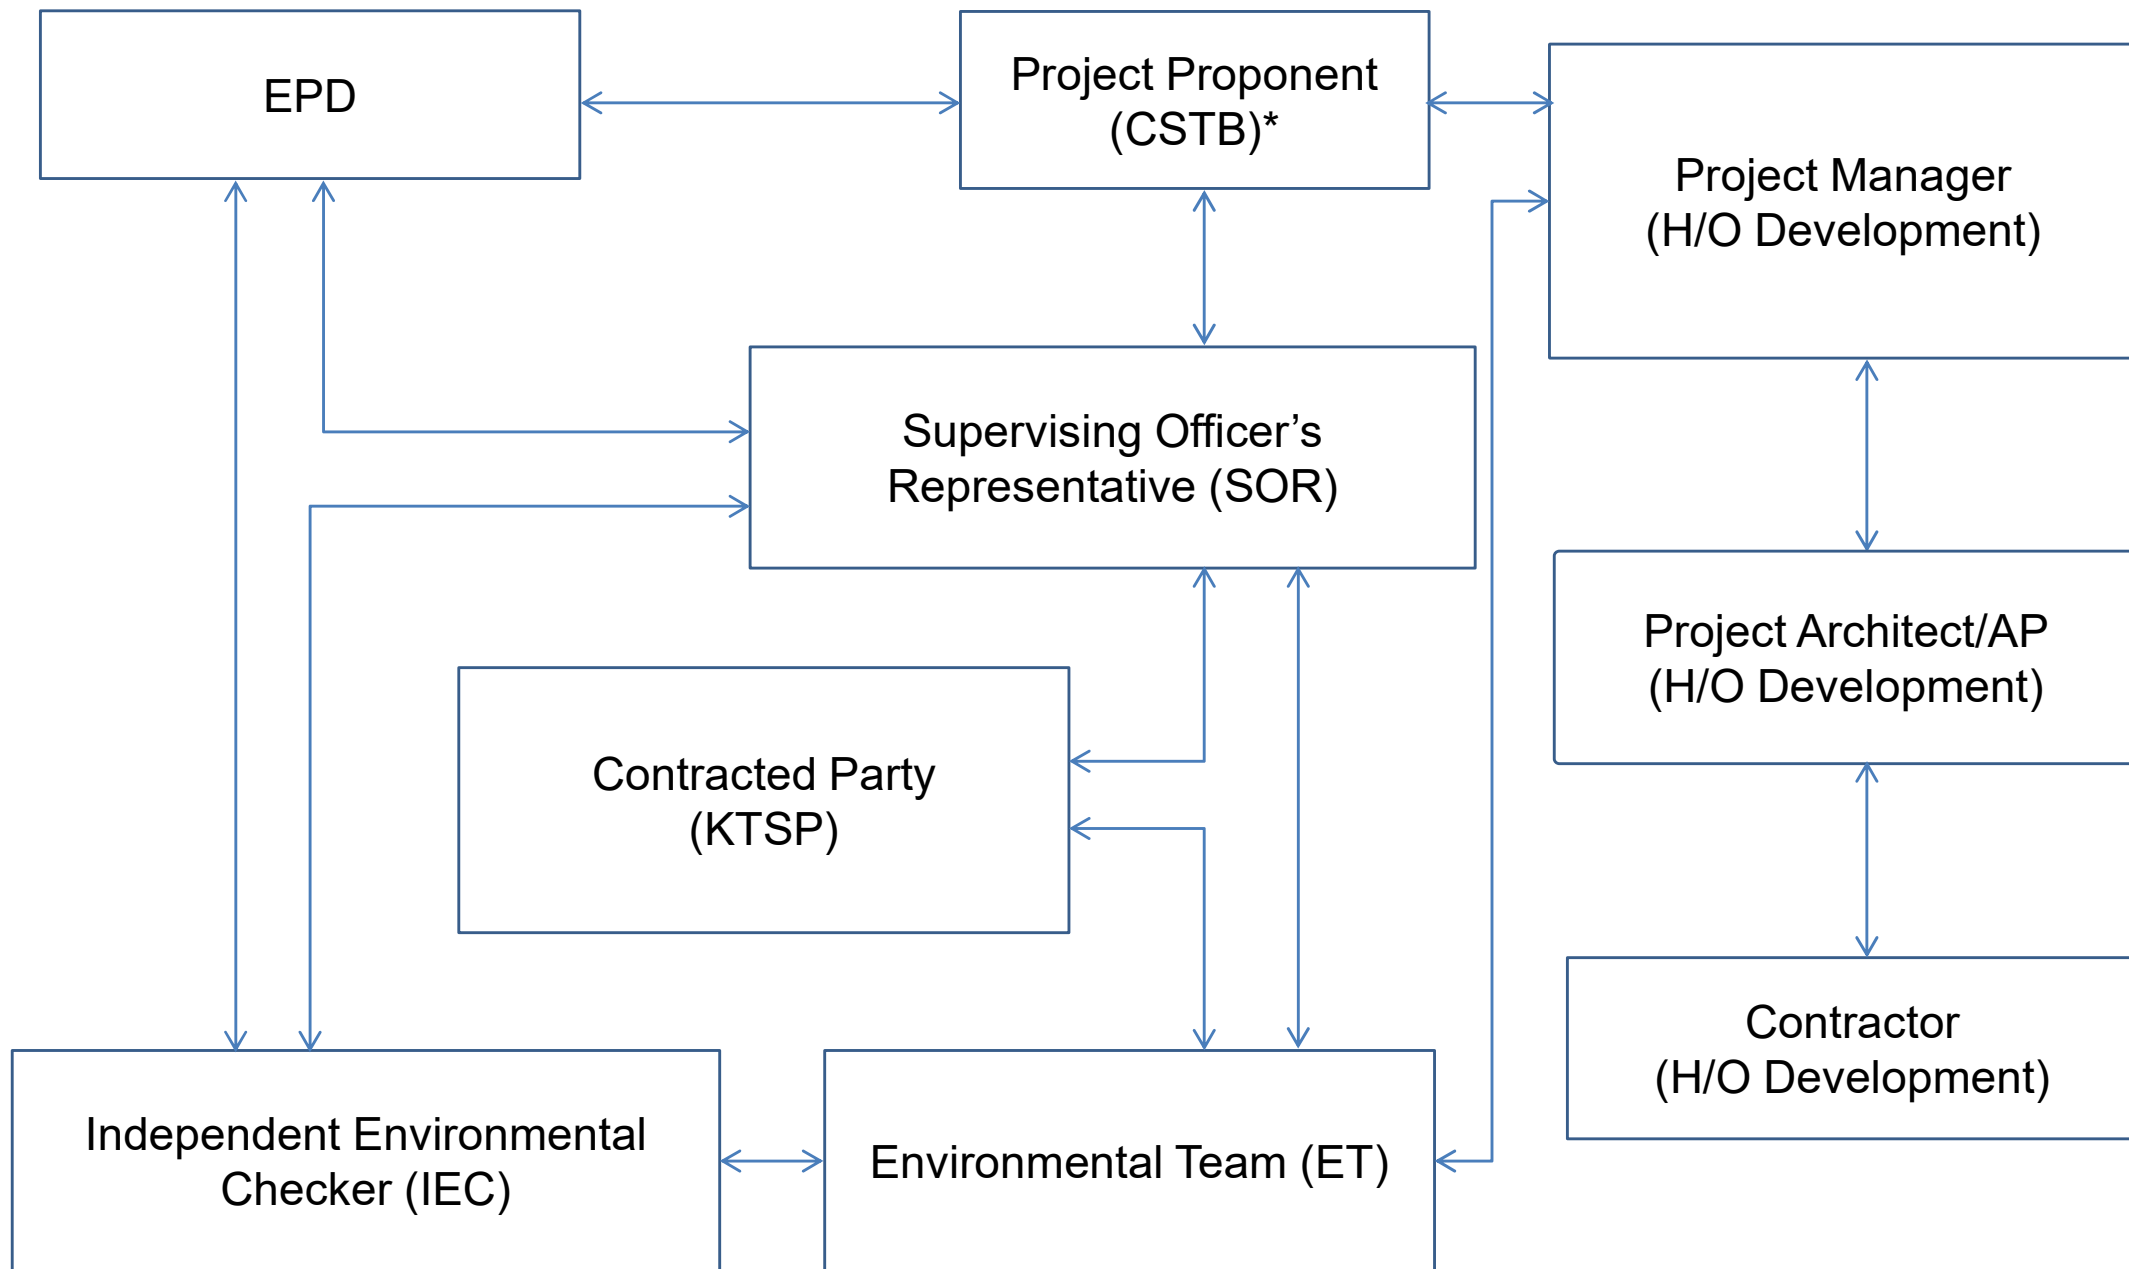 EPD
Project Proponent
(CSTB)*
Project Manager
(H/O Development)
Supervising Officer’s
Representative (SOR)
Project Architect/AP
(H/O Development)
Contracted Party
(KTSP)
Contractor
(H/O Development)
Independent Environmental
Checker (IEC)
Environmental Team (ET)